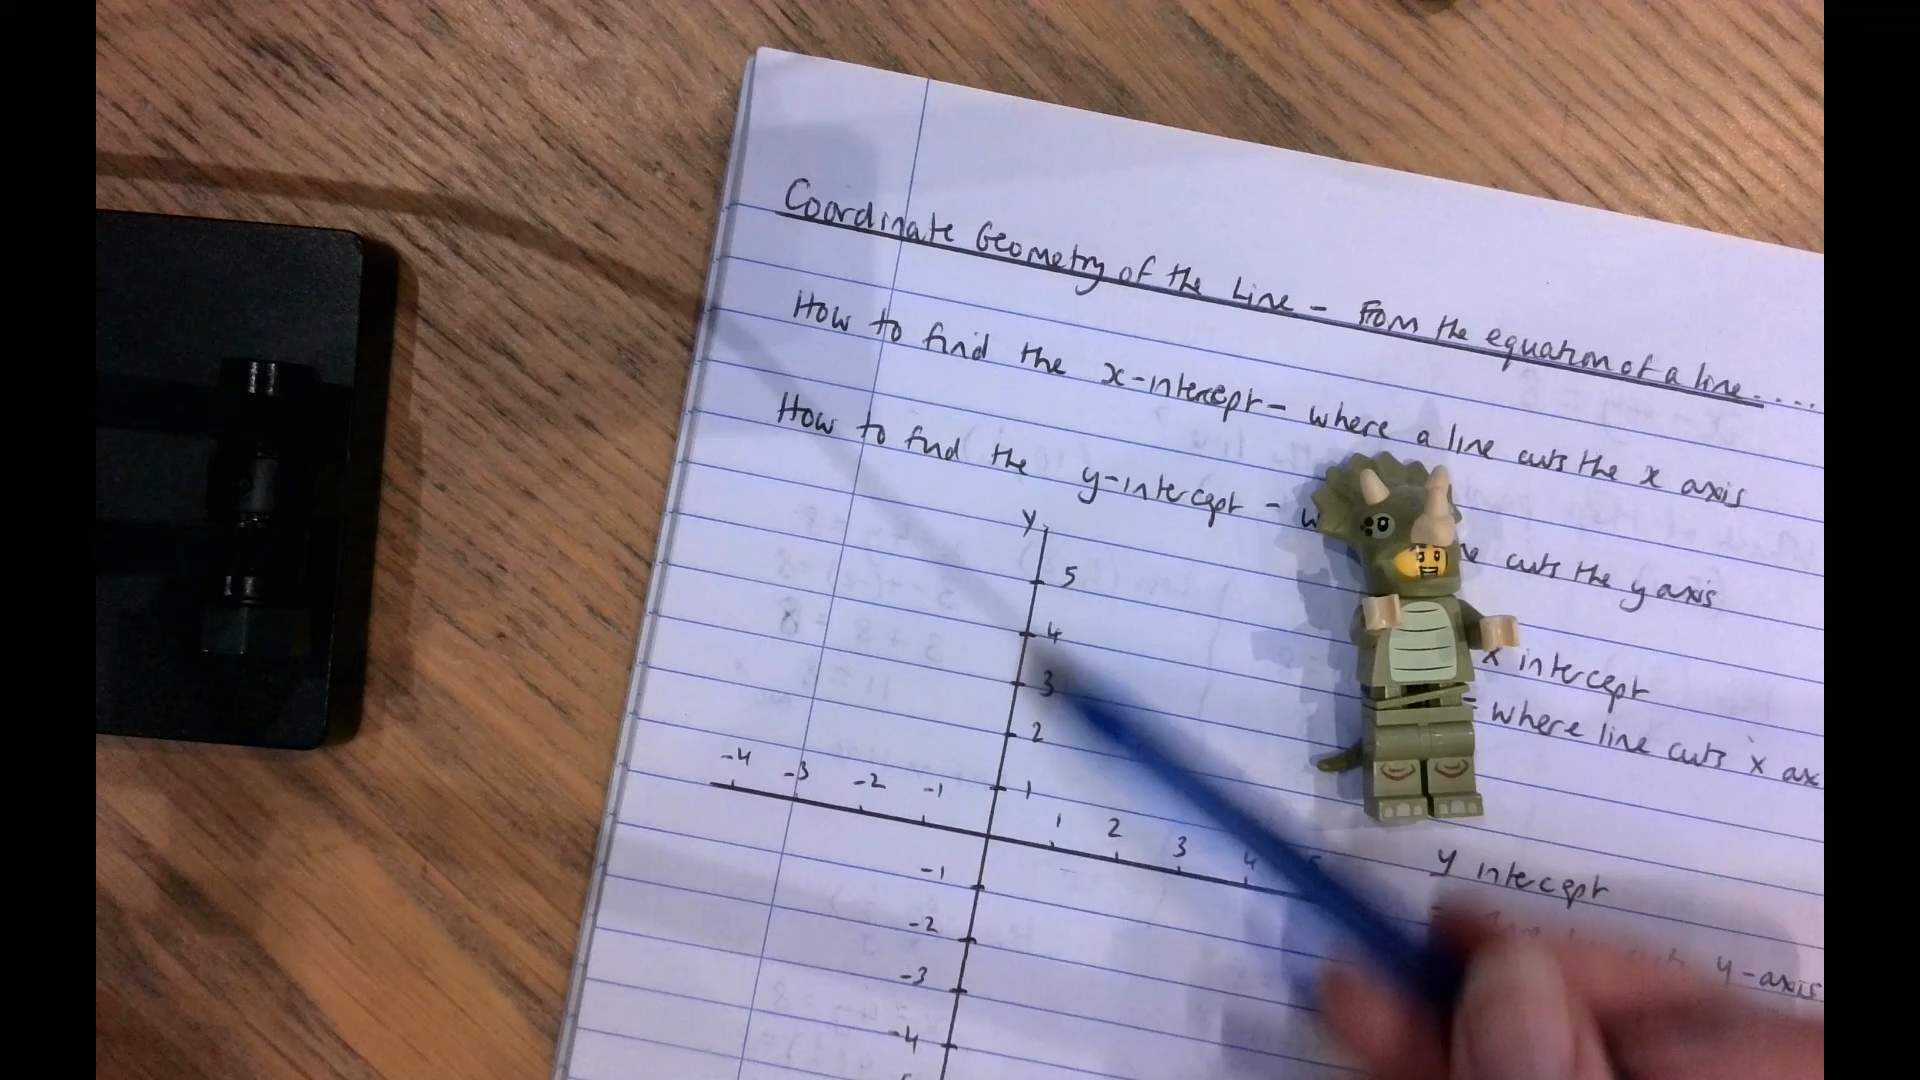 Coordinate Geometry of the Line - From the equation of a line....
How to find the x-intercept - where a line cuts the x axis
How to find the y-intercept - cuts the y axis
y
5
4
3
2
1
-4 -3 -2 -1
1 2 3 4
-1
-2
-3
-4
x intercept
= where line cuts x ax
y intercept
y-axis